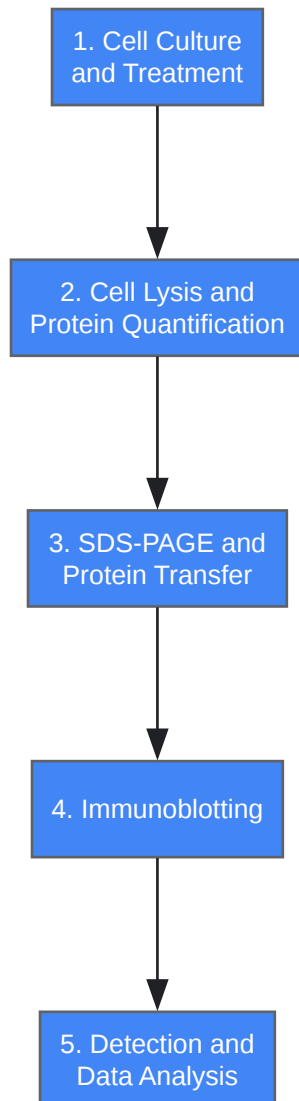 1. Cell Culture
and Treatment
2. Cell Lysis and
Protein Quantification
3. SDS-PAGE and
Protein Transfer
4. Immunoblotting
5. Detection and
Data Analysis